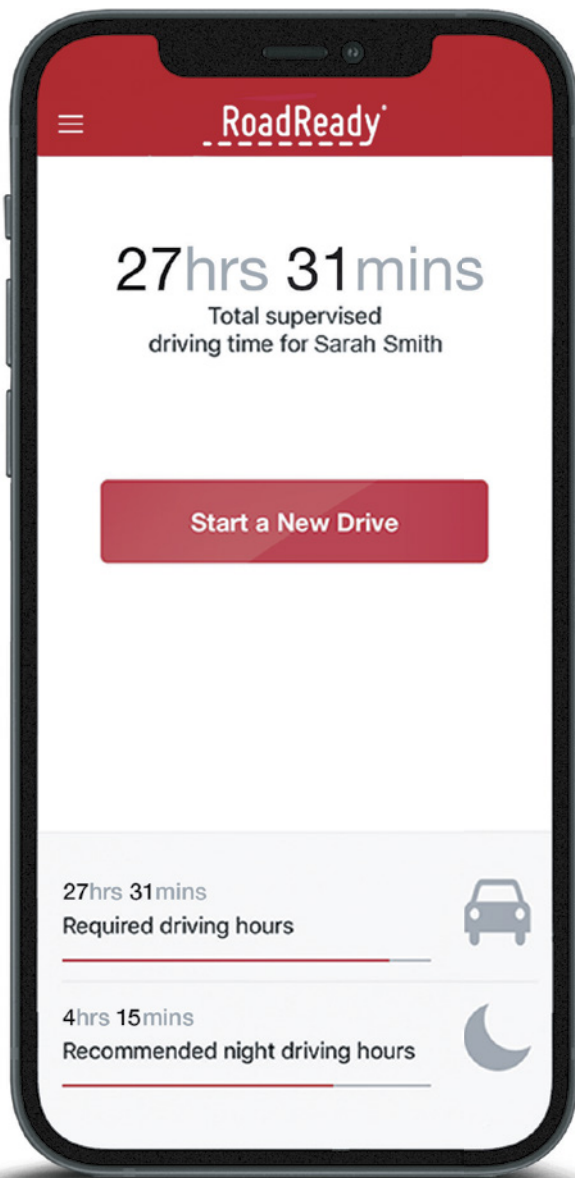 RoadReady®
27hrs 31mins
Total supervised
driving time for Sarah Smith
Start a New Drive
27hrs 31mins
Required driving hours
4hrs 15mins
Recommended night driving hours